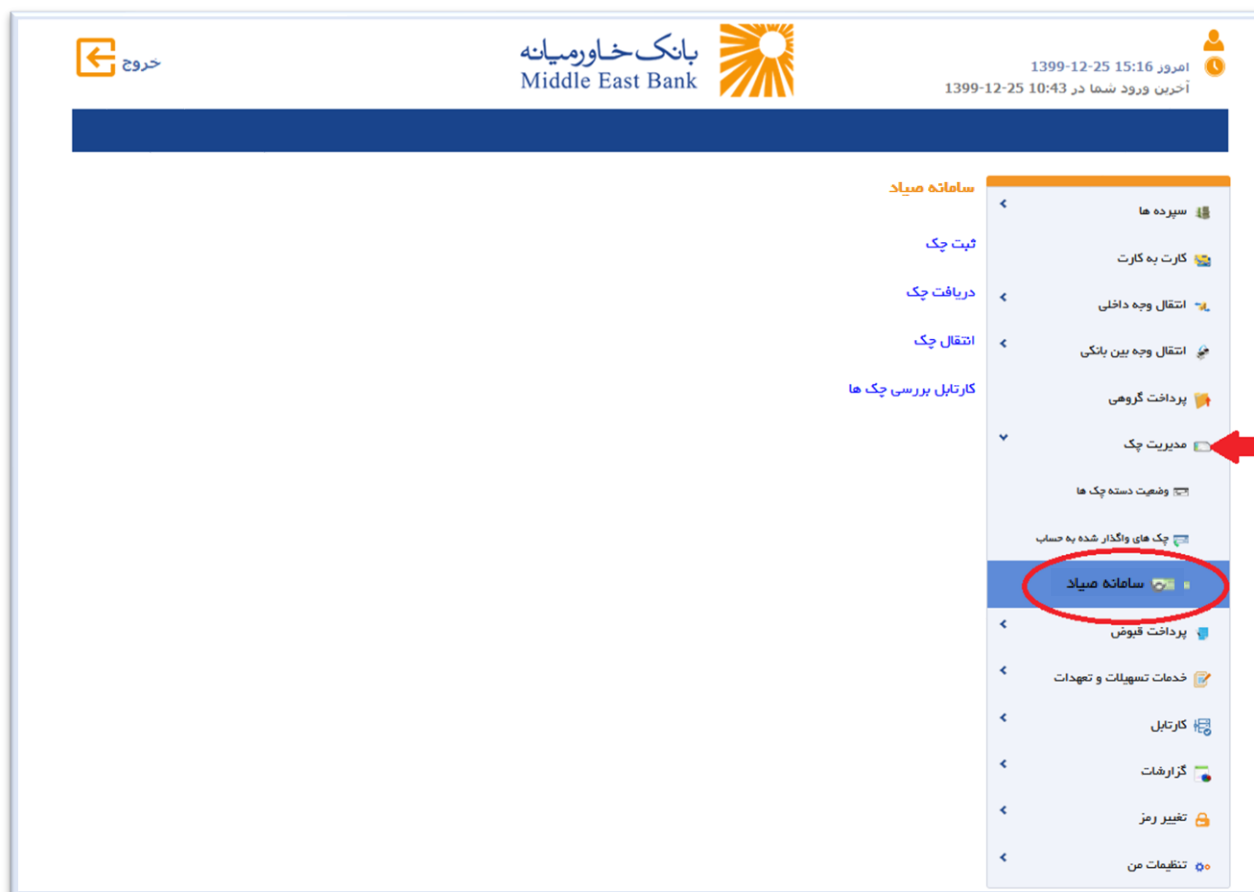 امروز 15:16 1399-12-25
آخرین ورود شما در 10:43 1399-12-25
بانک خاورمیانه
Middle East Bank
خروج
سپرده ها
کارت به کارت
انتقال وجه داخلی
انتقال وجه بین بانکی
پرداخت گروهی
مدیریت چک
وضعیت دسته چک ها
چک های واگذار شده به حساب
سامانه صیاد
پرداخت قبوض
خدمات تسهیلات و تعهدات
کارتابل
گزارشات
تغییر رمز
تنظیمات من
سامانه صیاد
ثبت چک
دریافت چک
انتقال چک
کارتابل بررسی چک ها